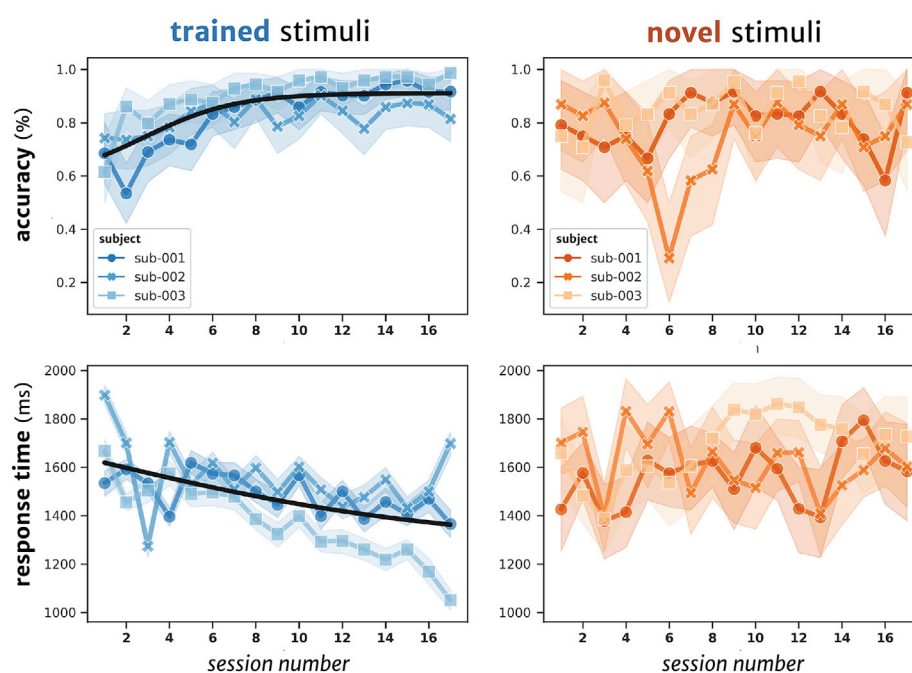 trained stimuli
novel stimuli
accuracy (%)
1.0
0.8
0.6
0.4
0.2
subject
sub-001
sub-002
sub-003
2 4 6 8 10 12 14 16
1.0
0.8
0.6
0.4
0.2
subject
sub-001
sub-002
sub-003
2 4 6 8 10 12 14 16
response time (ms)
2000
1800
1600
1400
1200
1000
2 4 6 8 10 12 14 16
session number
2000
1800
1600
1400
1200
1000
2 4 6 8 10 12 14 16
session number